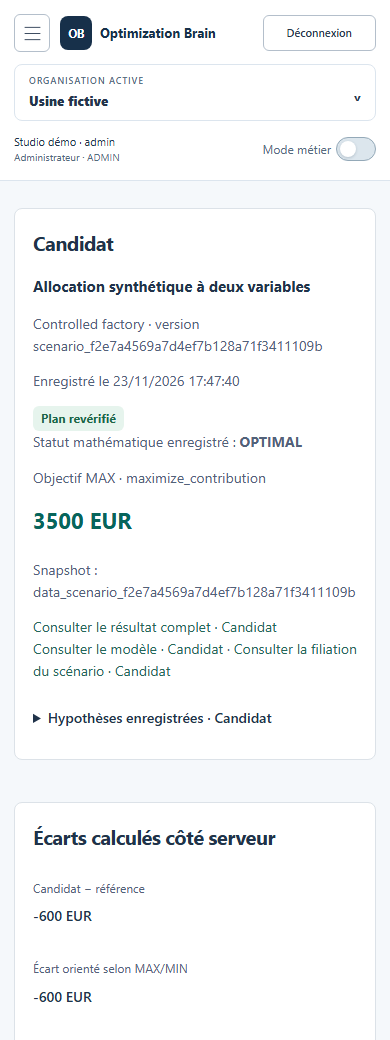 OB Optimization Brain
Déconnexion
ORGANISATION ACTIVE
Usine fictive
v
Studio démo · admin
Administrateur · ADMIN
Mode métier
Candidat
Allocation synthétique à deux variables
Controlled factory · version
scenario_f2e7a4569a7d4ef7b128a71f3411109b
Enregistré le 23/11/2026 17:47:40
Plan revérifié
Statut mathématique enregistré : OPTIMAL
Objectif MAX · maximize_contribution
3500 EUR
Snapshot :
data_scenario_f2e7a4569a7d4ef7b128a71f3411109b
Consulter le résultat complet · Candidat
Consulter le modèle · Candidat · Consulter la filiation
du scénario · Candidat
Hypothèses enregistrées · Candidat
Écarts calculés côté serveur
Candidat − référence
-600 EUR
Écart orienté selon MAX/MIN
-600 EUR